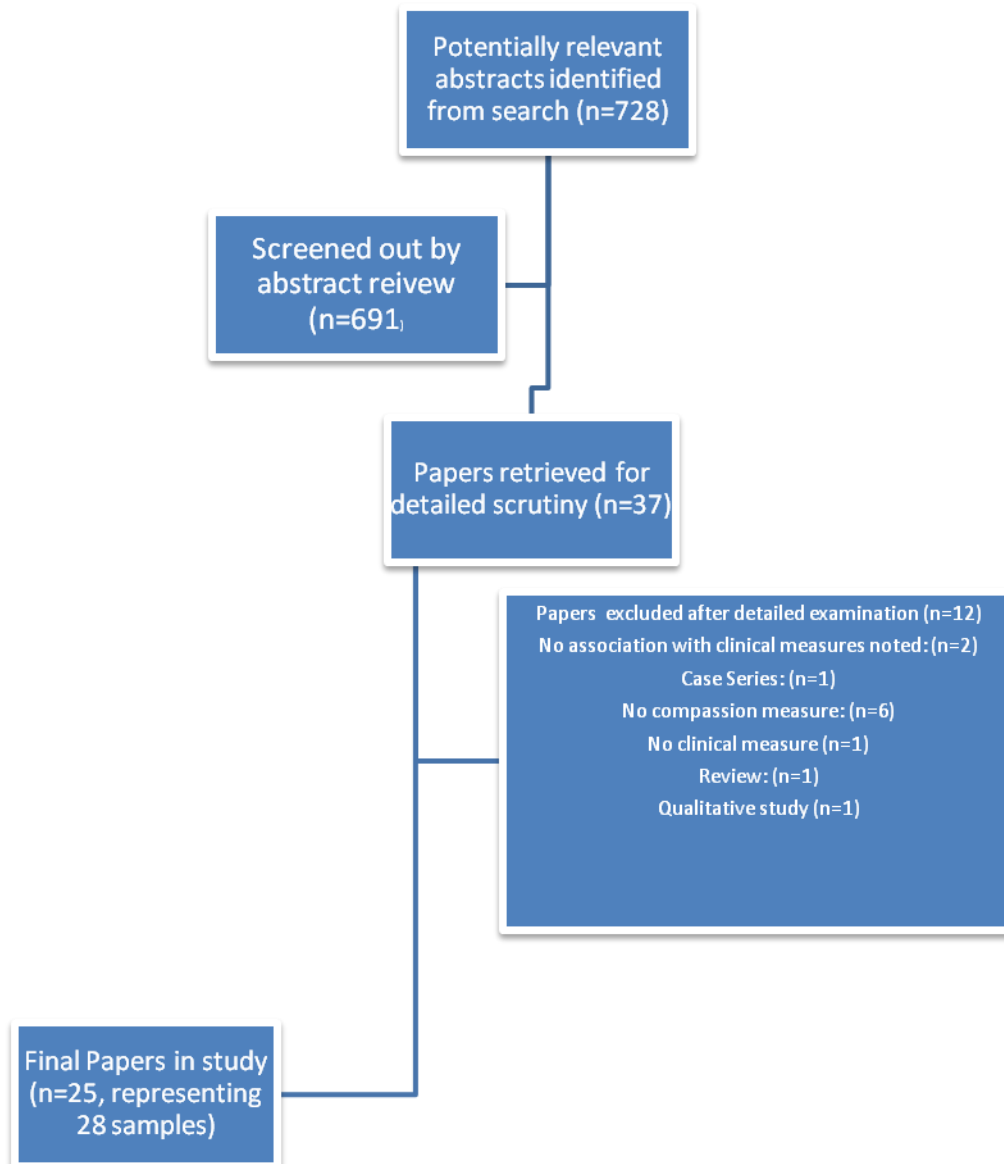 Potentially relevant
abstracts identified
from search (n=728)
Screened out by
abstract reivew
(n=691)
Papers retrieved for
detailed scrutiny (n=37)
Papers excluded after detailed examination (n=12)
No association with clinical measures noted: (n=2)
Case Series: (n=1)
No compassion measure: (n=6)
No clinical measure (n=1)
Review: (n=1)
Qualitative study (n=1)
Final Papers in study
(n=25, representing
28 samples)